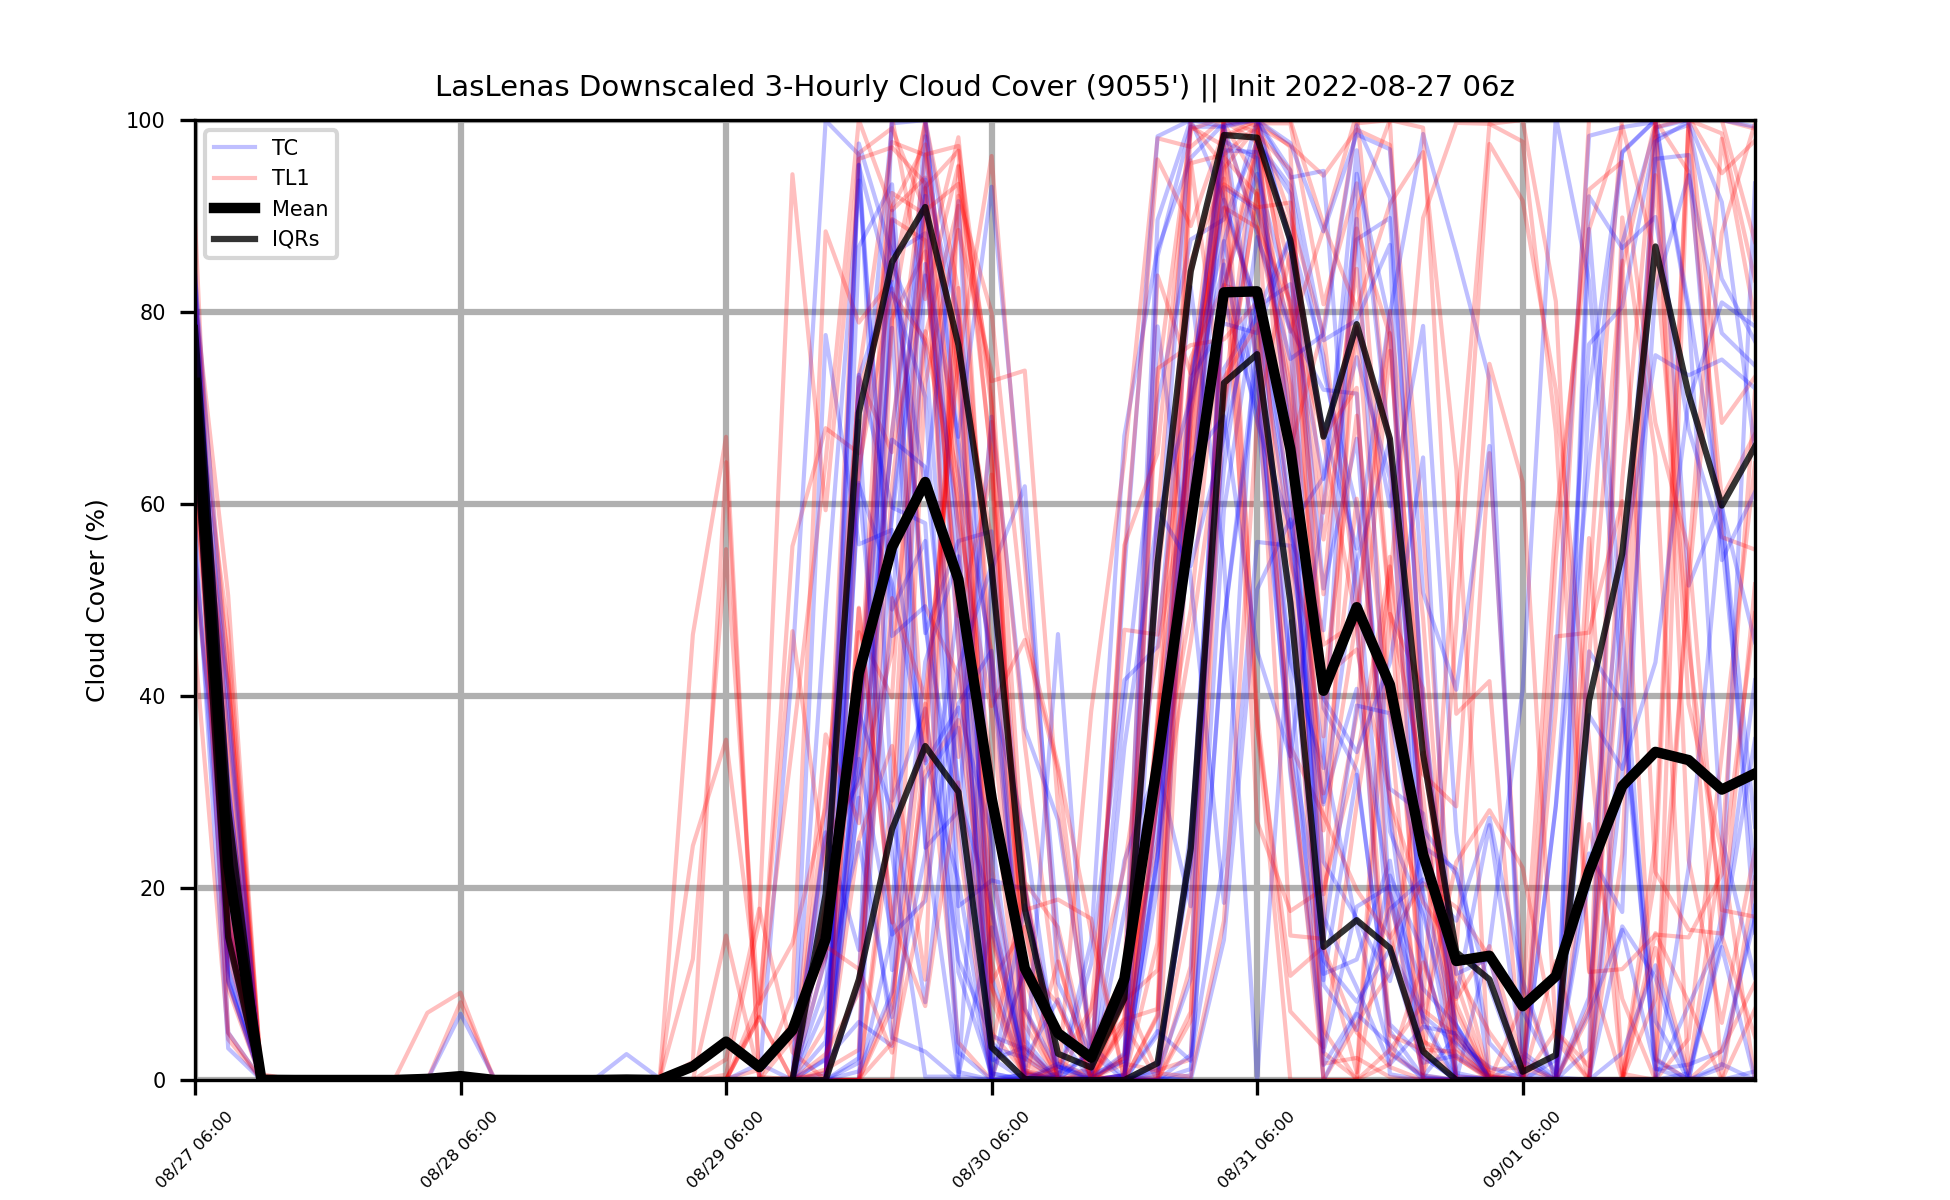 LasLenas Downscaled 3-Hourly Cloud Cover (9055') || Init 2022-08-27 06z
100
80
60
40
20
0
Cloud Cover (%)
TC
TL1
Mean
IQRs
08/27 06:00
08/28 06:00
08/29 06:00
08/30 06:00
08/31 06:00
09/01 06:00